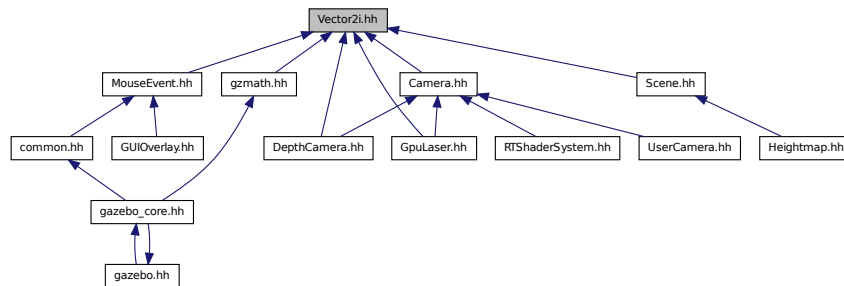 Vector2i.hh
MouseEvent.hh
gzmath.hh
Camera.hh
Scene.hh
common.hh
GUIOverlay.hh
DepthCamera.hh
GpuLaser.hh
RTShaderSystem.hh
UserCamera.hh
Heightmap.hh
gazebo_core.hh
gazebo.hh